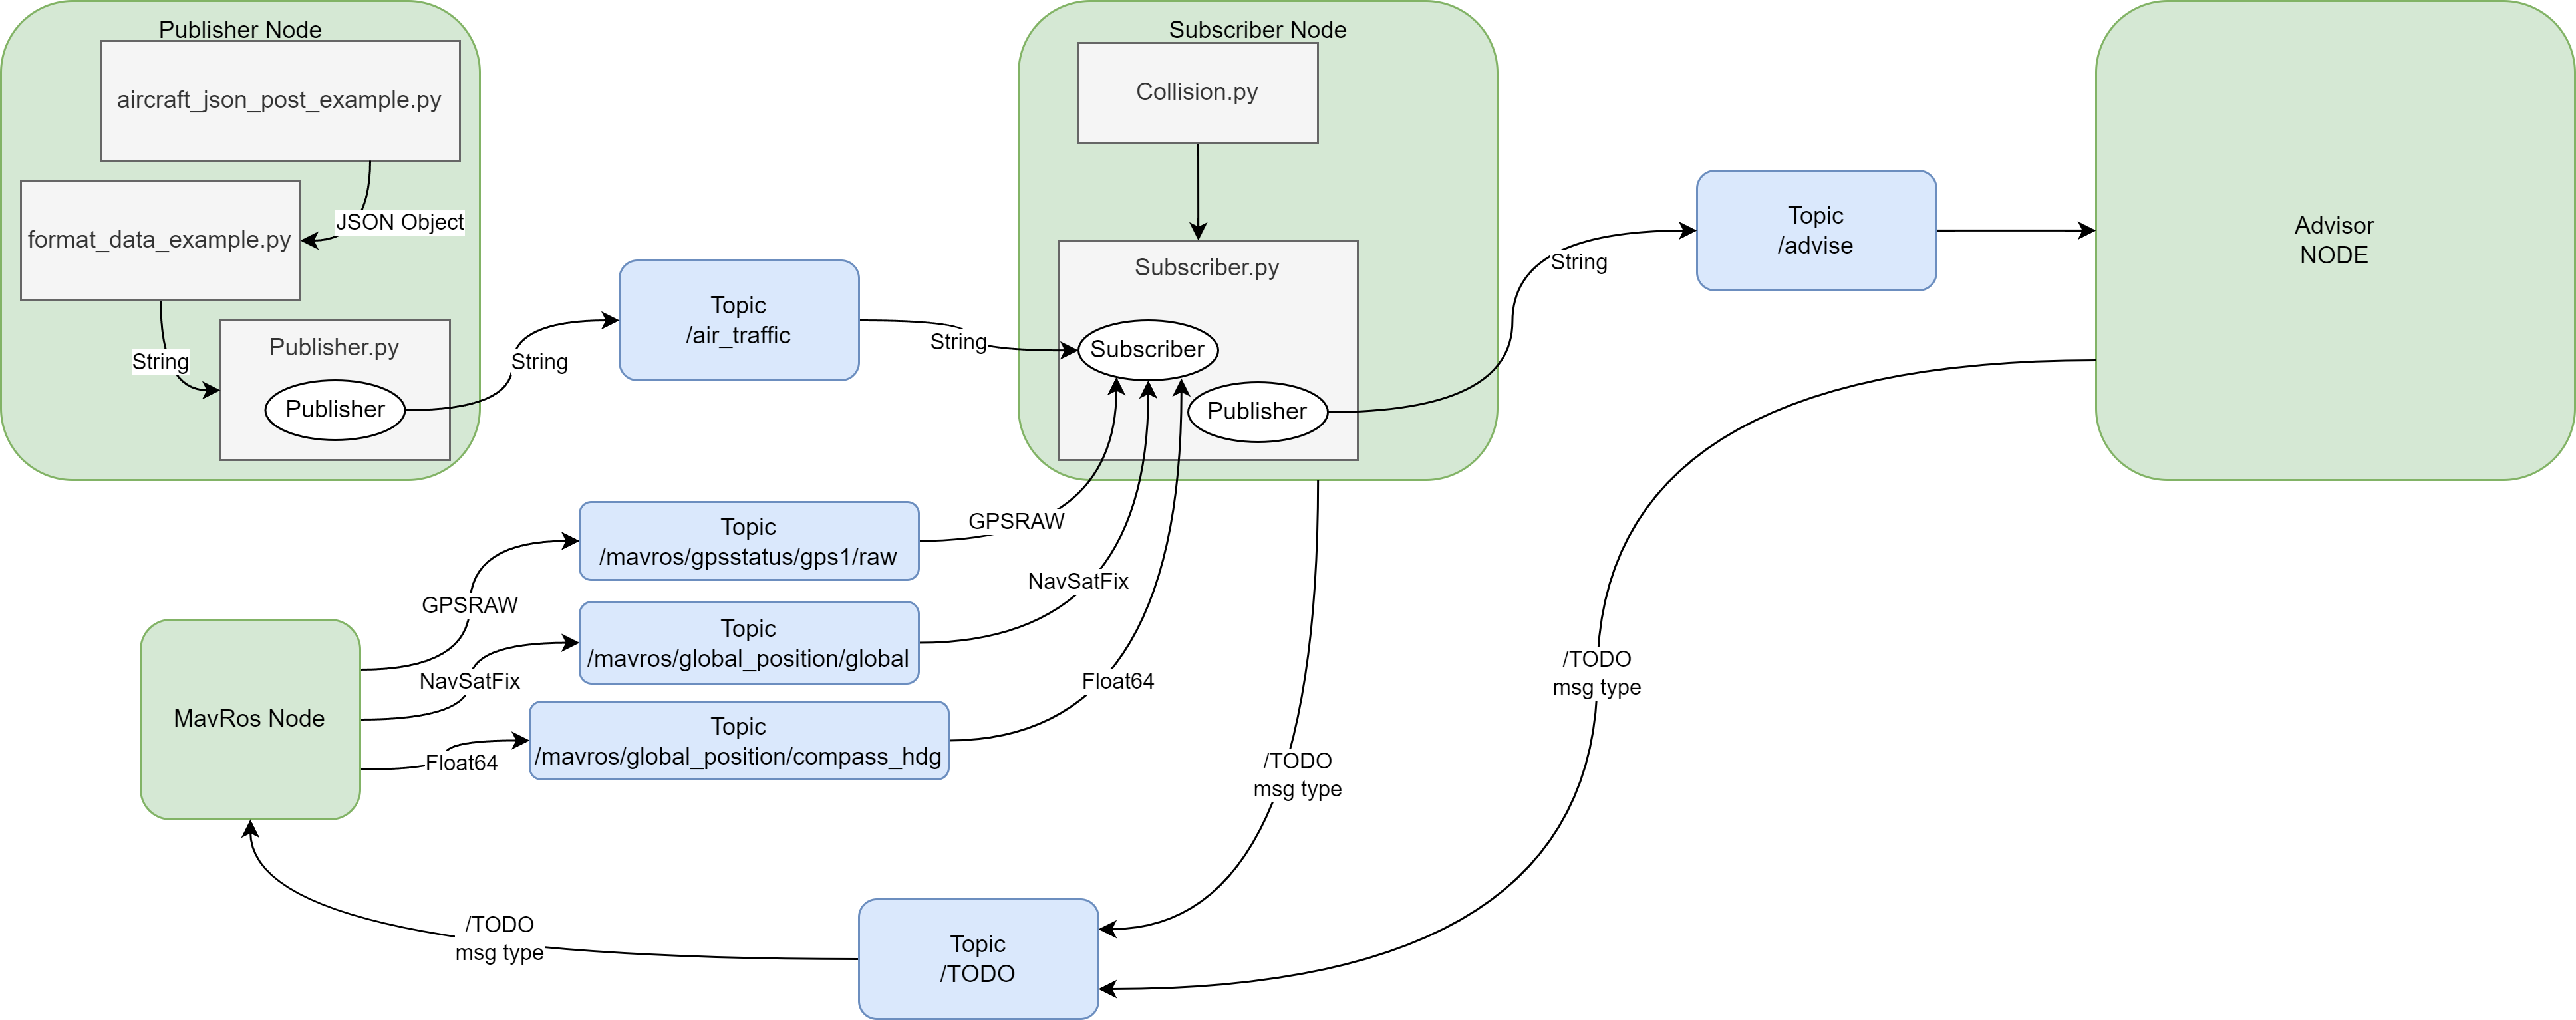 Publisher Node
aircraft_json_post_example.py
JSON Object
format_data_example.py
String
Publisher.py
Publisher
String
Topic
/air_traffic
String
Subscriber Node
Collision.py
Subscriber.py
Subscriber
Publisher
String
Topic
/advise
Advisor
NODE
MavRos Node
GPSRAW
NavSatFix
Float64
Topic
/mavros/gpsstatus/gps1/raw
Topic
/mavros/global_position/global
Topic
/mavros/global_position/compass_hdg
GPSRAW
NavSatFix
Float64
/TODO
msg type
/TODO
msg type
/TODO
msg type
Topic
/TODO